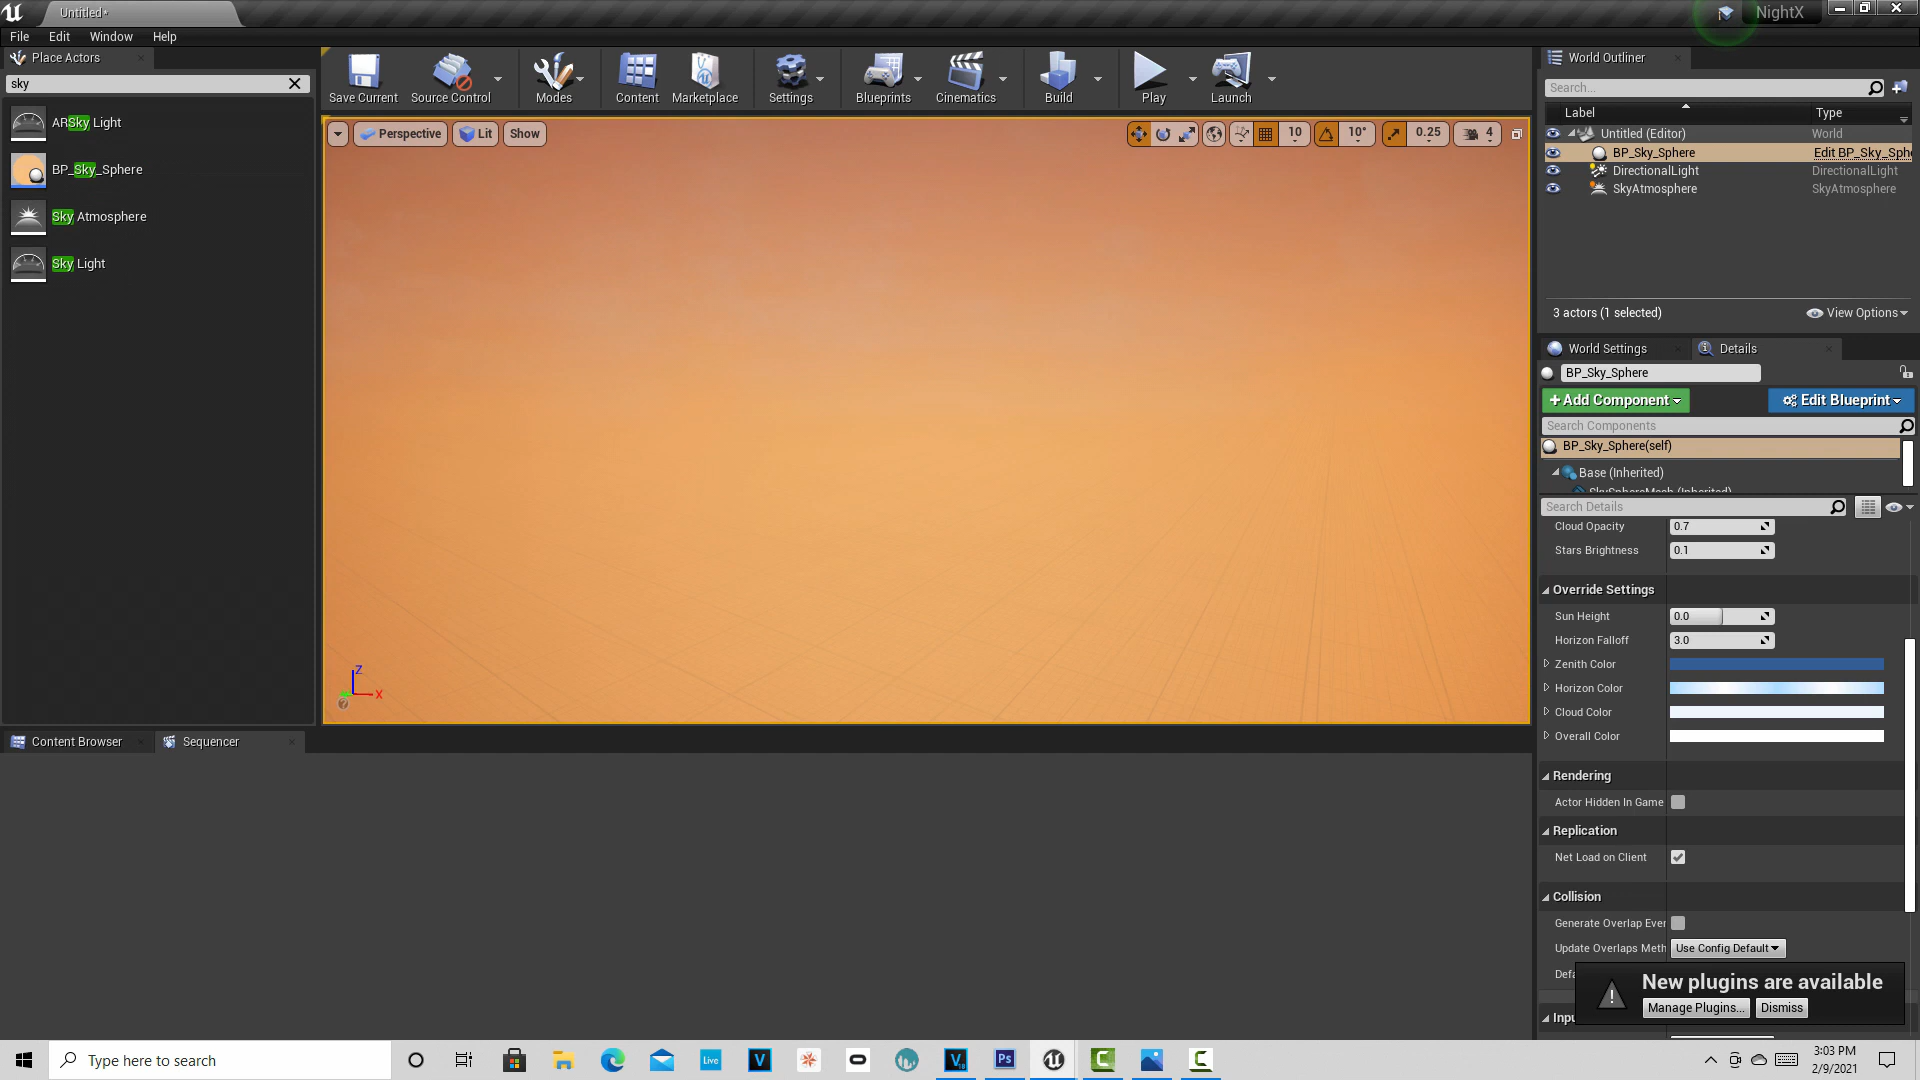 Untitled*
NightX
File Edit Window Help
Place Actors
sky
ARSky Light
BP_Sky_Sphere
Sky Atmosphere
Sky Light
Save Current
Source Control
Modes
Content
Marketplace
Settings
Blueprints
Cinematics
Build
Play
Launch
Perspective
Lit
Show
10
10°
0.25
4
Z
X
?
World Outliner
Search...
Label Type
Untitled (Editor) World
BP_Sky_Sphere Edit BP_Sky_Sph
DirectionalLight DirectionalLight
SkyAtmosphere SkyAtmosphere
3 actors (1 selected)
View Options
World Settings
Details
BP_Sky_Sphere
+Add Component
Edit Blueprint
Search Components
BP_Sky_Sphere(self)
Base (Inherited)
SkySphereMesh (Inherited)
Search Details
Cloud Opacity 0.7
Stars Brightness 0.1
Override Settings
Sun Height 0.0
Horizon Falloff 3.0
Zenith Color
Horizon Color
Cloud Color
Overall Color
Rendering
Actor Hidden In Game
Replication
Net Load on Client
Collision
Generate Overlap Ever
Update Overlaps Meth Use Config Default
Defa
Inpu
New plugins are available
Manage Plugins...
Dismiss
Content Browser
Sequencer
Type here to search
Live
V
V
Ps
C
C
3:03 PM
2/9/2021